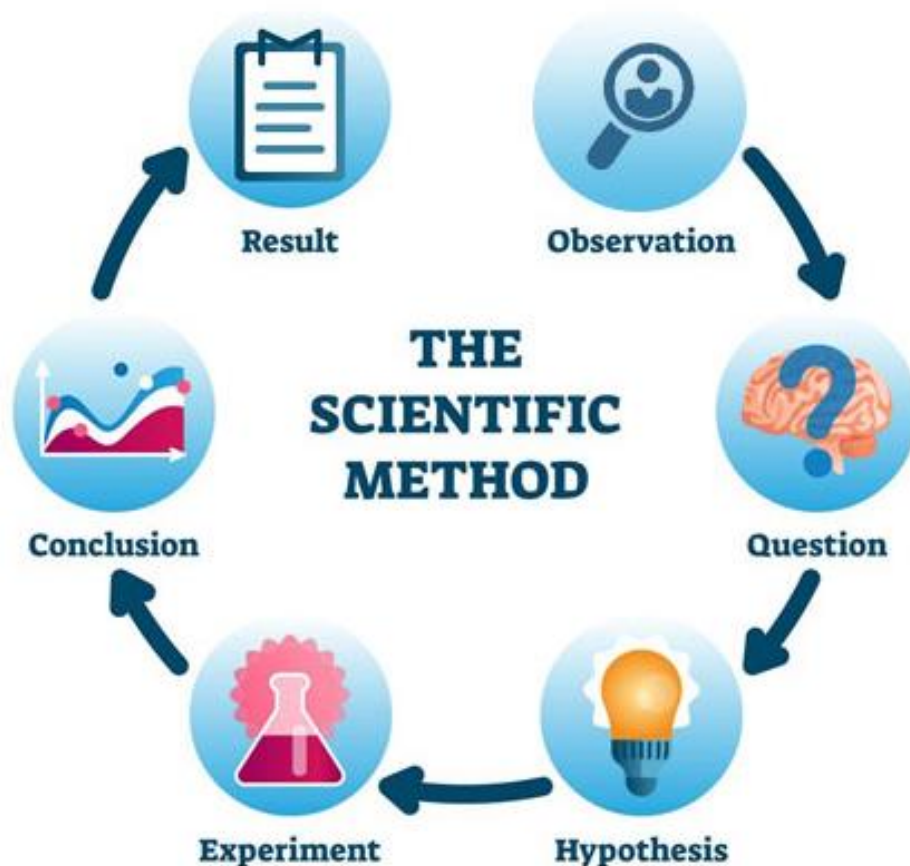 Result
Observation
THE
SCIENTIFIC
METHOD
Conclusion
Question
Experiment
Hypothesis